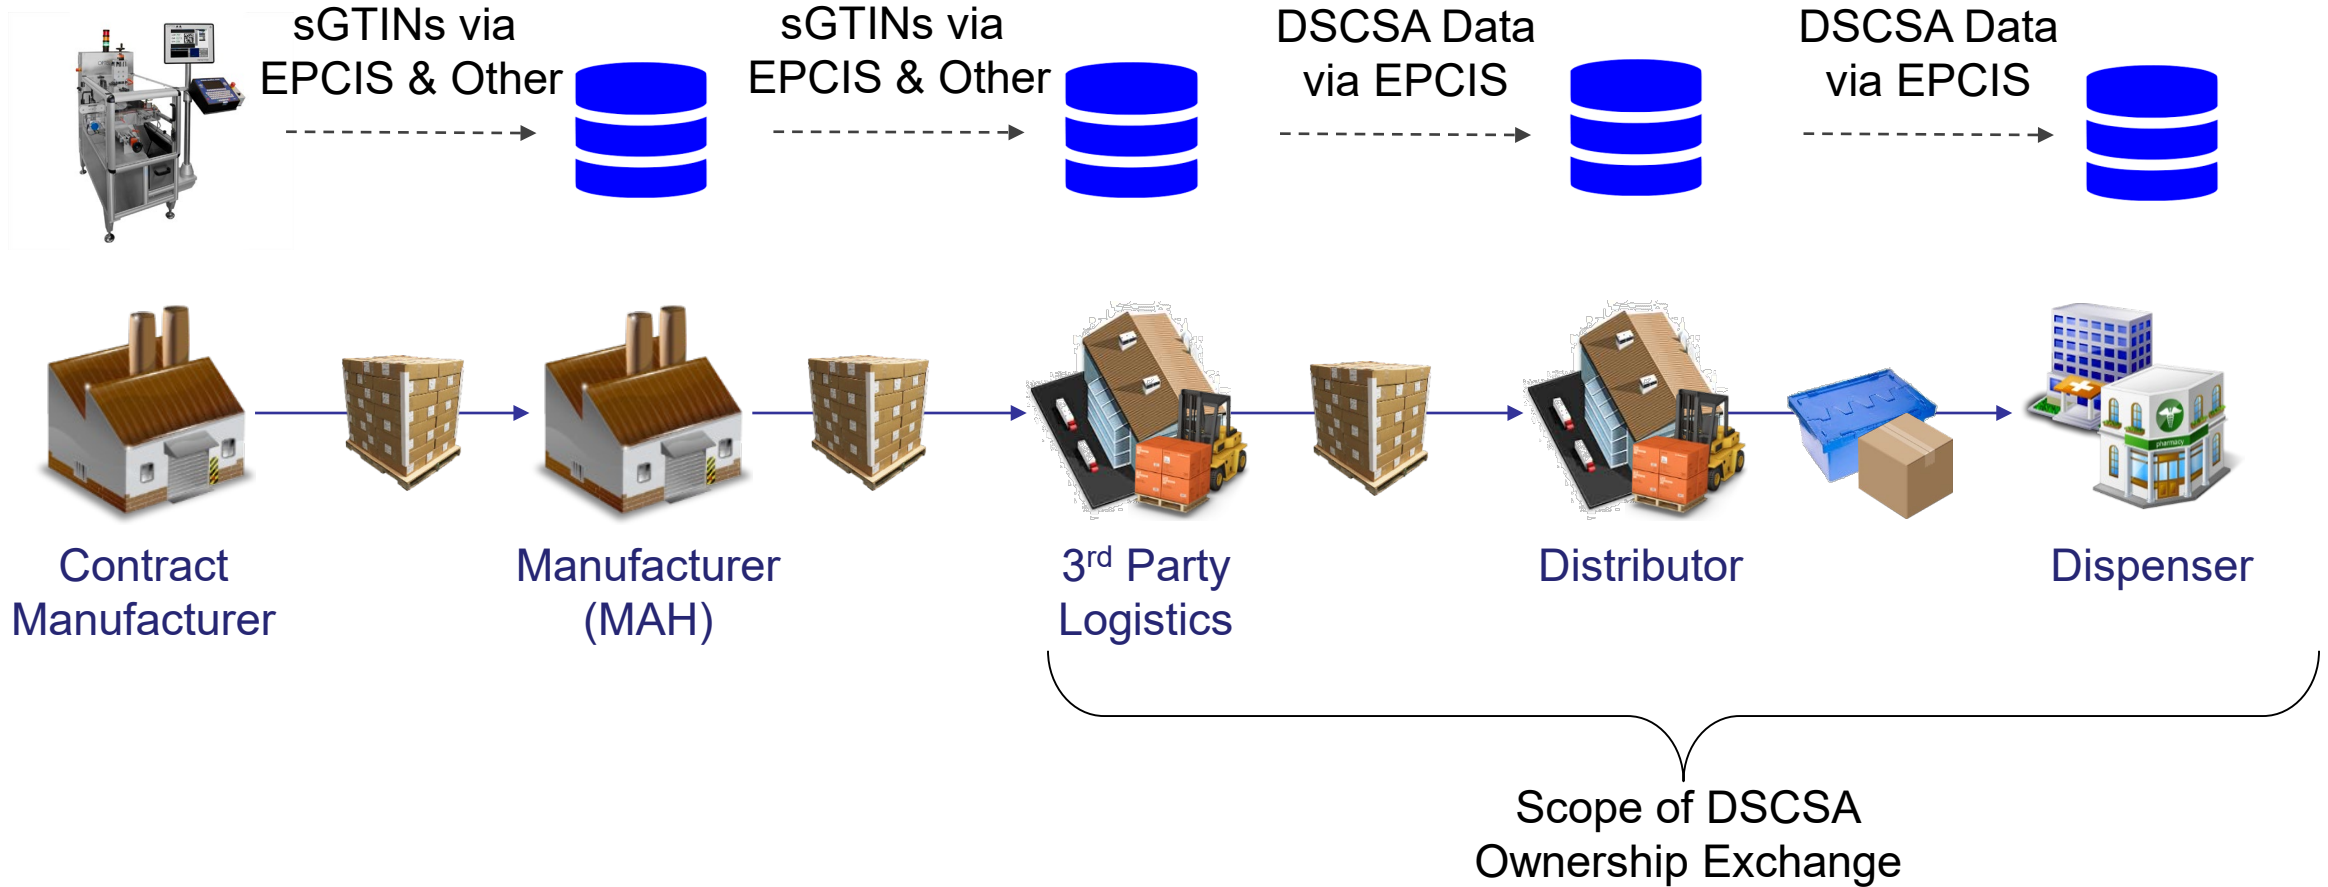 sGTINs via
EPCIS & Other
sGTINs via
EPCIS & Other
DSCSA Data
via EPCIS
DSCSA Data
via EPCIS
pharmacy
Contract
Manufacturer
Manufacturer
(MAH)
3rd Party
Logistics
Distributor
Dispenser
Scope of DSCSA
Ownership Exchange